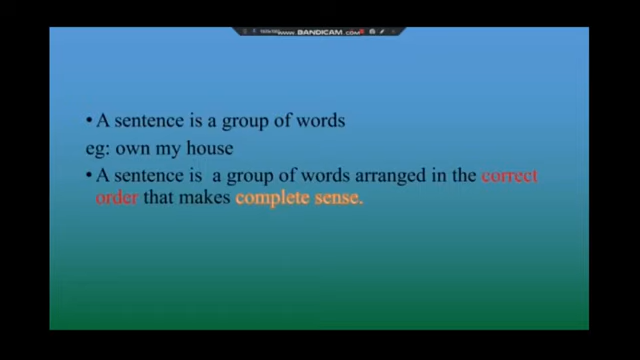 www. BANDICAM .COM
• A sentence is a group of words
eg: own my house
• A sentence is a group of words arranged in the correct
order that makes complete sense.